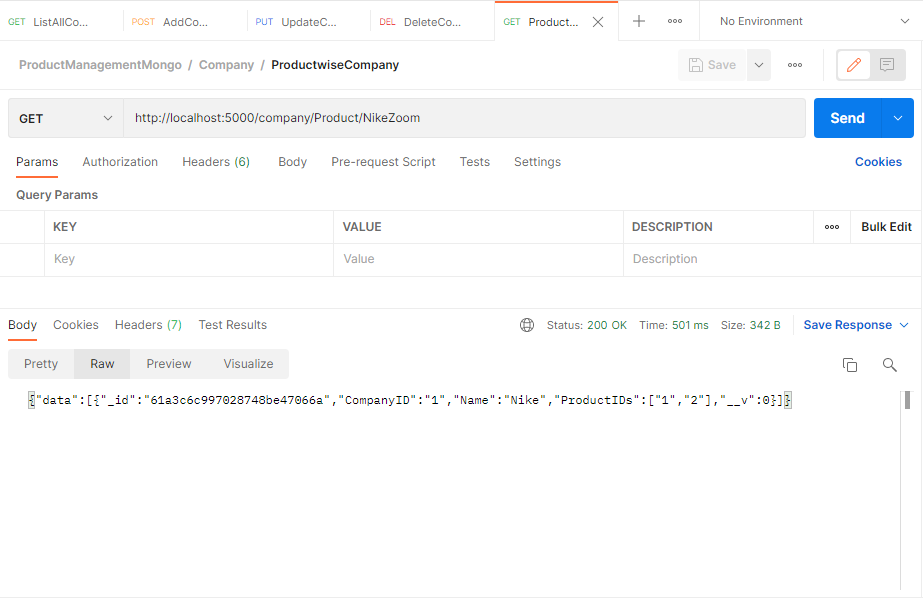 GET ListAllCo... POST AddCo... PUT UpdateC... DEL DeleteCo... GET Product... No Environment
ProductManagementMongo / Company / ProductwiseCompany Save
GET http://localhost:5000/company/Product/NikeZoom Send
Params Authorization Headers (6) Body Pre-request Script Tests Settings Cookies
Query Params
KEY VALUE DESCRIPTION Bulk Edit
Key Value Description
Body Cookies Headers (7) Test Results Status: 200 OK Time: 501 ms Size: 342 B Save Response
Pretty Raw Preview Visualize
{"data":[{"_id":"61a3c6c997028748be47066a","CompanyID":"1","Name":"Nike","ProductIDs":["1","2"],"__v":0}]}